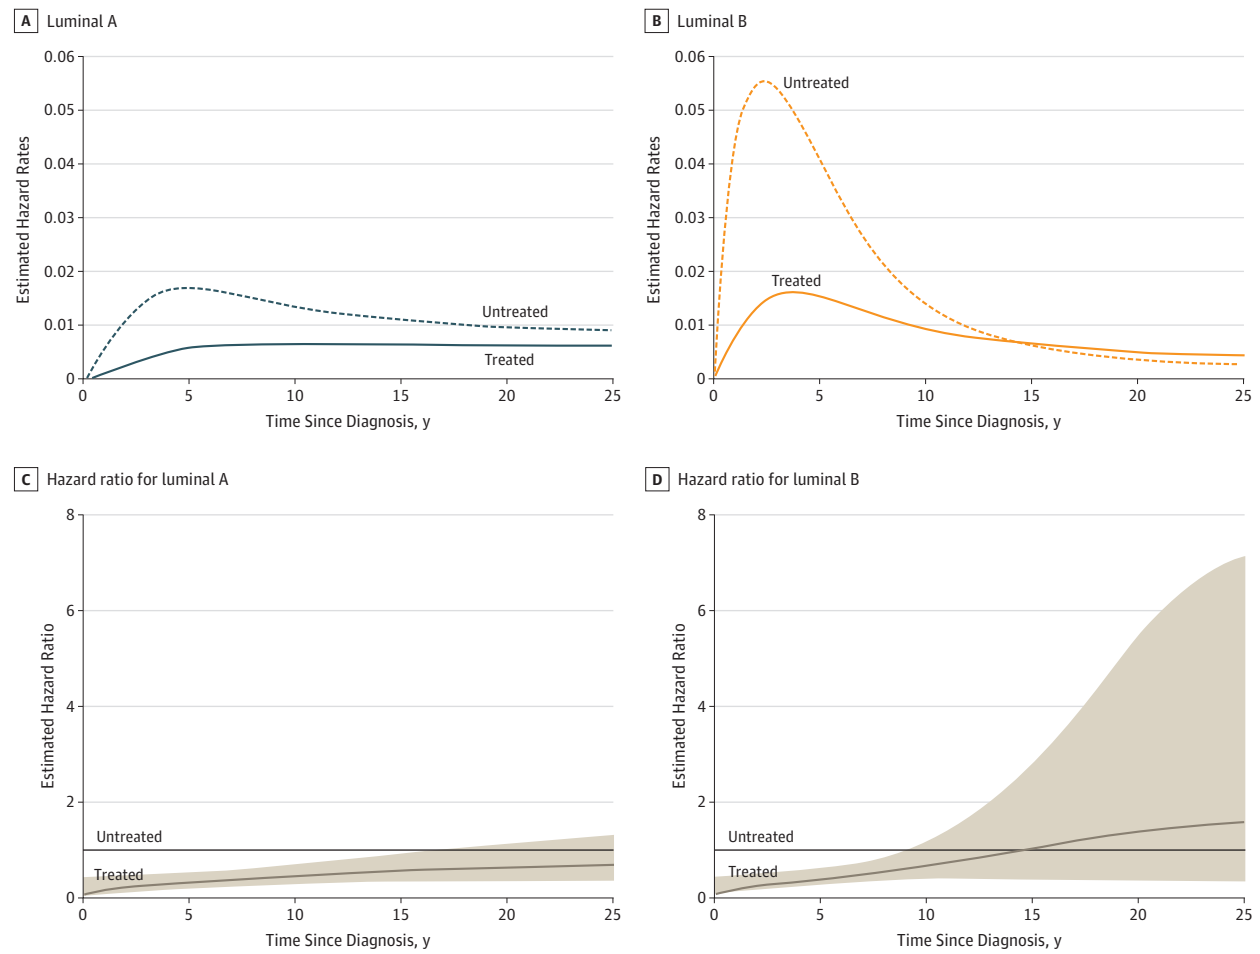 A Luminal A
0.06
0.05
0.04
0.03
0.02
0.01
0
Estimated Hazard Rates
Untreated
Treated
0 5 10 15 20 25
Time Since Diagnosis, y
B Luminal B
0.06
0.05
0.04
0.03
0.02
0.01
0
Estimated Hazard Rates
Untreated
Treated
0 5 10 15 20 25
Time Since Diagnosis, y
C Hazard ratio for luminal A
8
6
4
2
0
Estimated Hazard Ratio
Untreated
Treated
0 5 10 15 20 25
Time Since Diagnosis, y
D Hazard ratio for luminal B
8
6
4
2
0
Estimated Hazard Ratio
Untreated
Treated
0 5 10 15 20 25
Time Since Diagnosis, y